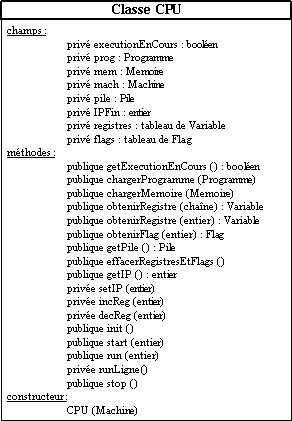 Classe CPU
champs :
privé executionEnCours : booléen
privé prog : Programme
privé mem : Memoire
privé mach : Machine
privé pile : Pile
privé IPFin : entier
privé registres : tableau de Variable
privé flags : tableau de Flag
méthodes :
publique getExecutionEnCours () : booléen
publique chargerProgramme (Programme)
publique chargerMemoire (Memoire)
publique obtenirRegistre (chaîne) : Variable
publique obtenirRegistre (entier) : Variable
publique obtenirFlag (entier) : Flag
publique getPile () : Pile
publique effacerRegistresEtFlags ()
publique getIP () : entier
privée setIP (entier)
privée incReg (entier)
privée decReg (entier)
publique init ()
publique start (entier)
publique run (entier)
privée runLigne()
publique stop ()
constructeur:
CPU (Machine)